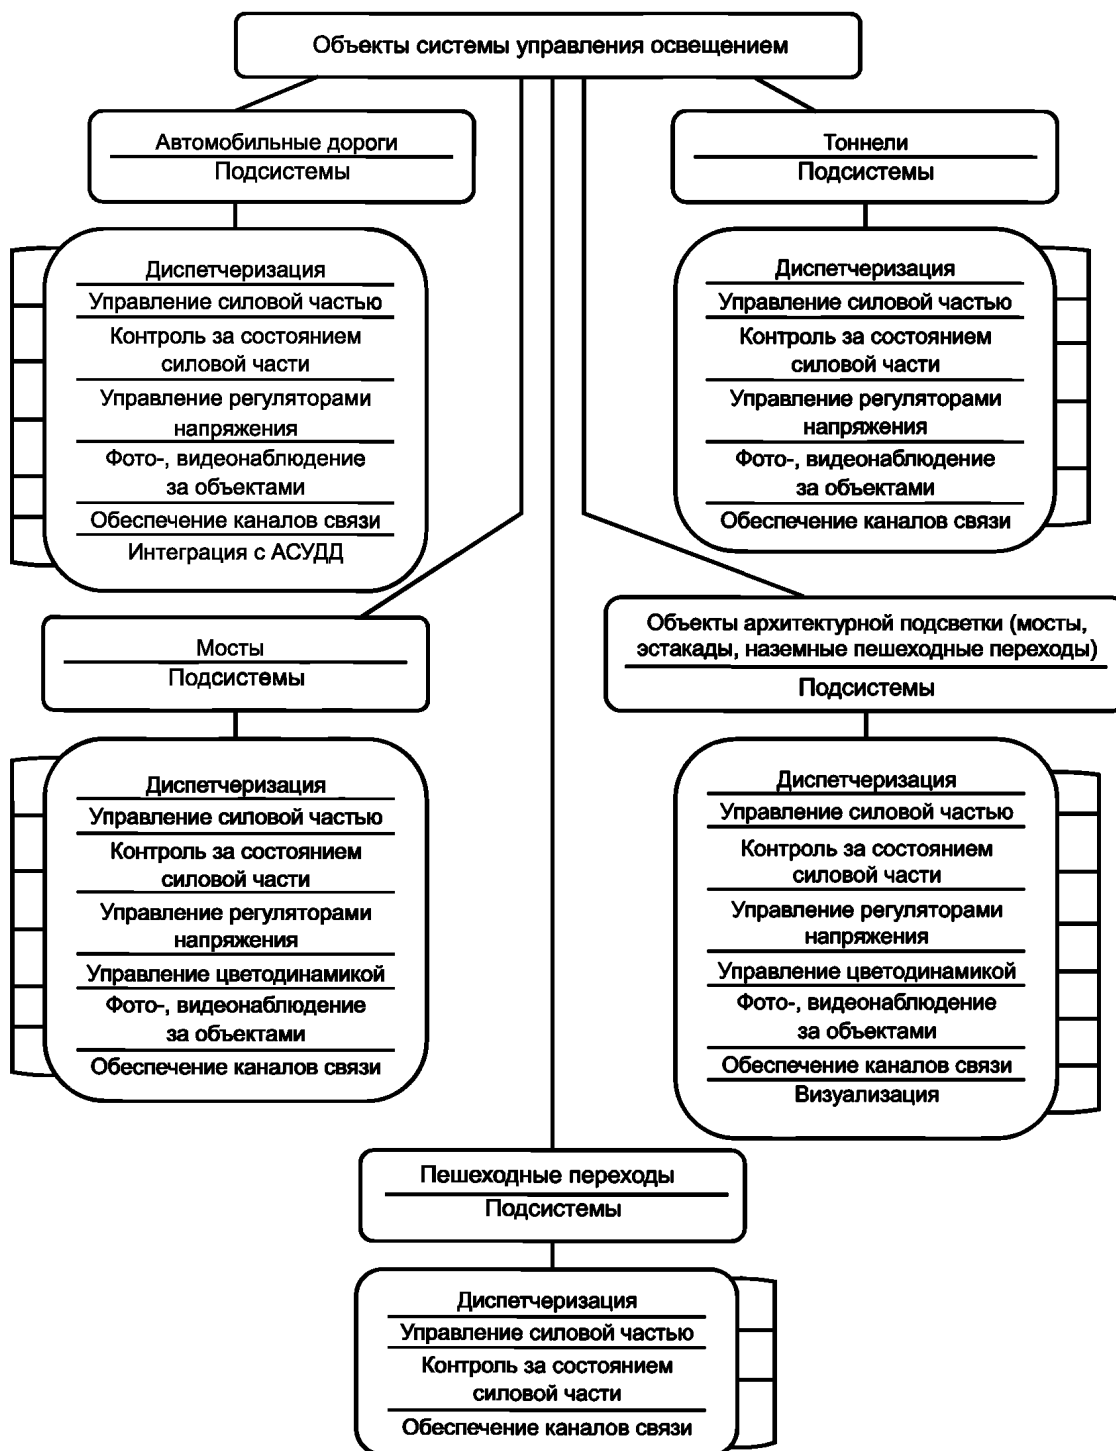 Объекты системы управления освещением
Автомобильные дороги
Подсистемы
Диспетчеризация
Управление силовой частью
Контроль за состоянием
силовой части
Управление регуляторами
напряжения
Фото-, видеонаблюдение
за объектами
Обеспечение каналов связи
Интеграция с АСУДД
Тоннели
Подсистемы
Диспетчеризация
Управление силовой частью
Контроль за состоянием
силовой части
Управление регуляторами
напряжения
Фото-, видеонаблюдение
за объектами
Обеспечение каналов связи
Мосты
Подсистемы
Диспетчеризация
Управление силовой частью
Контроль за состоянием
силовой части
Управление регуляторами
напряжения
Управление цветодинамикой
Фото-, видеонаблюдение
за объектами
Обеспечение каналов связи
Объекты архитектурной подсветки (мосты,
эстакады, наземные пешеходные переходы)
Подсистемы
Диспетчеризация
Управление силовой частью
Контроль за состоянием
силовой части
Управление регуляторами
напряжения
Управление цветодинамикой
Фото-, видеонаблюдение
за объектами
Обеспечение каналов связи
Визуализация
Пешеходные переходы
Подсистемы
Диспетчеризация
Управление силовой частью
Контроль за состоянием
силовой части
Обеспечение каналов связи